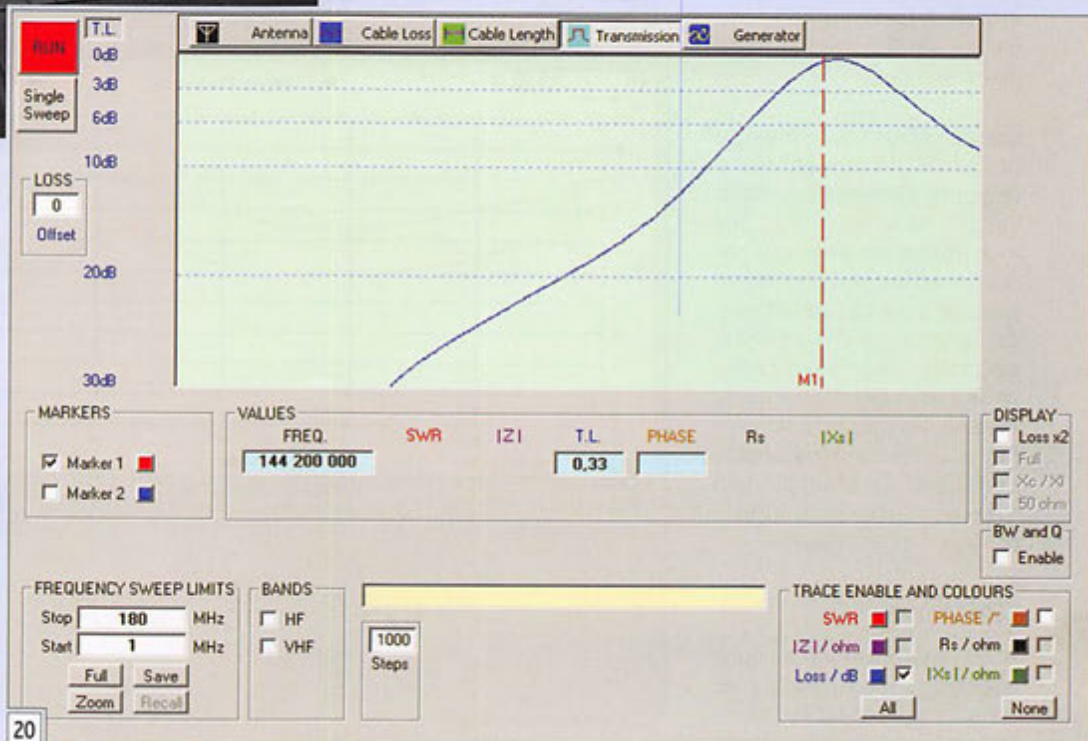 RUN
Single
Sweep
LOSS
0
Offset
T.L.
0dB
3dB
6dB
10dB
20dB
30dB
Antenna Cable Loss Cable Length Transmission Generator
M1
MARKERS
Marker 1
Marker 2
VALUES
FREQ. SWR |Z| T.L. PHASE Rs |Xs|
144 200 000 0,33
DISPLAY
Loss x2
Full
Xc / Xl
50 ohm
BW and Q
Enable
FREQUENCY SWEEP LIMITS
Stop 180 MHz
Start 1 MHz
Full Save
Zoom Recall
BANDS
HF
VHF
1000
Steps
TRACE ENABLE AND COLOURS
SWR PHASE /°
|Z| / ohm Rs / ohm
Loss / dB |Xs| / ohm
All None
20